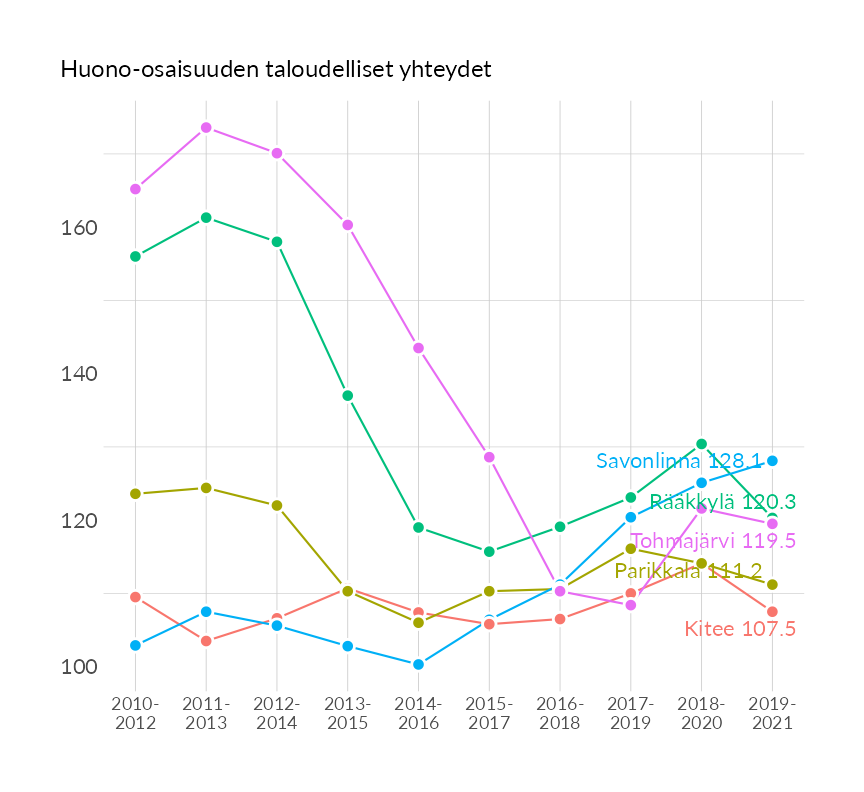 Huono-osaisuuden taloudelliset yhteydet
160
140
120
100
Savonlinna 128.1
Rääkkylä 120.3
Tohmajärvi 119.5
Parikkala 111.2
Kitee 107.5
2010- 2011- 2012- 2013- 2014- 2015- 2016- 2017- 2018- 2019-
2012 2013 2014 2015 2016 2017 2018 2019 2020 2021